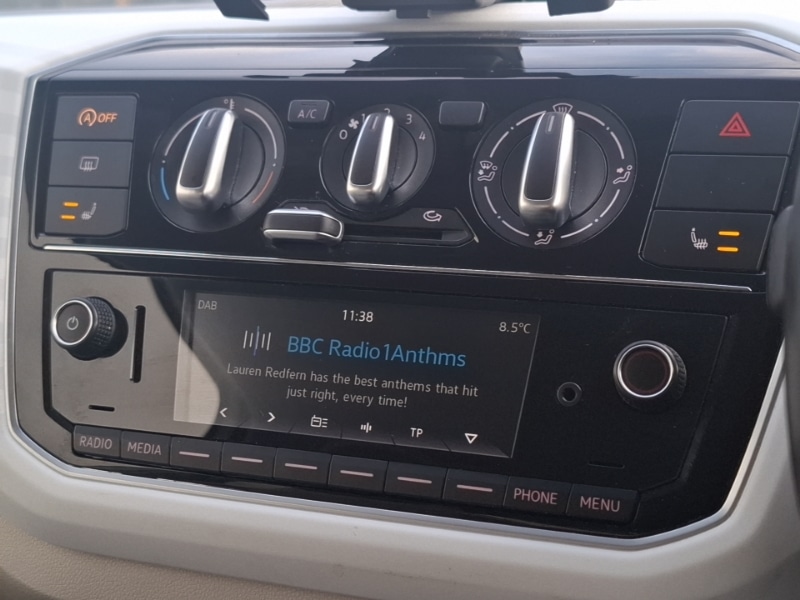 A OFF
A/C
0 1 2 3 4
DAB
11:38
8.5°C
BBC Radio1Anthms
Lauren Redfern has the best anthems that hit
just right, every time!
TP
RADIO
MEDIA
PHONE
MENU